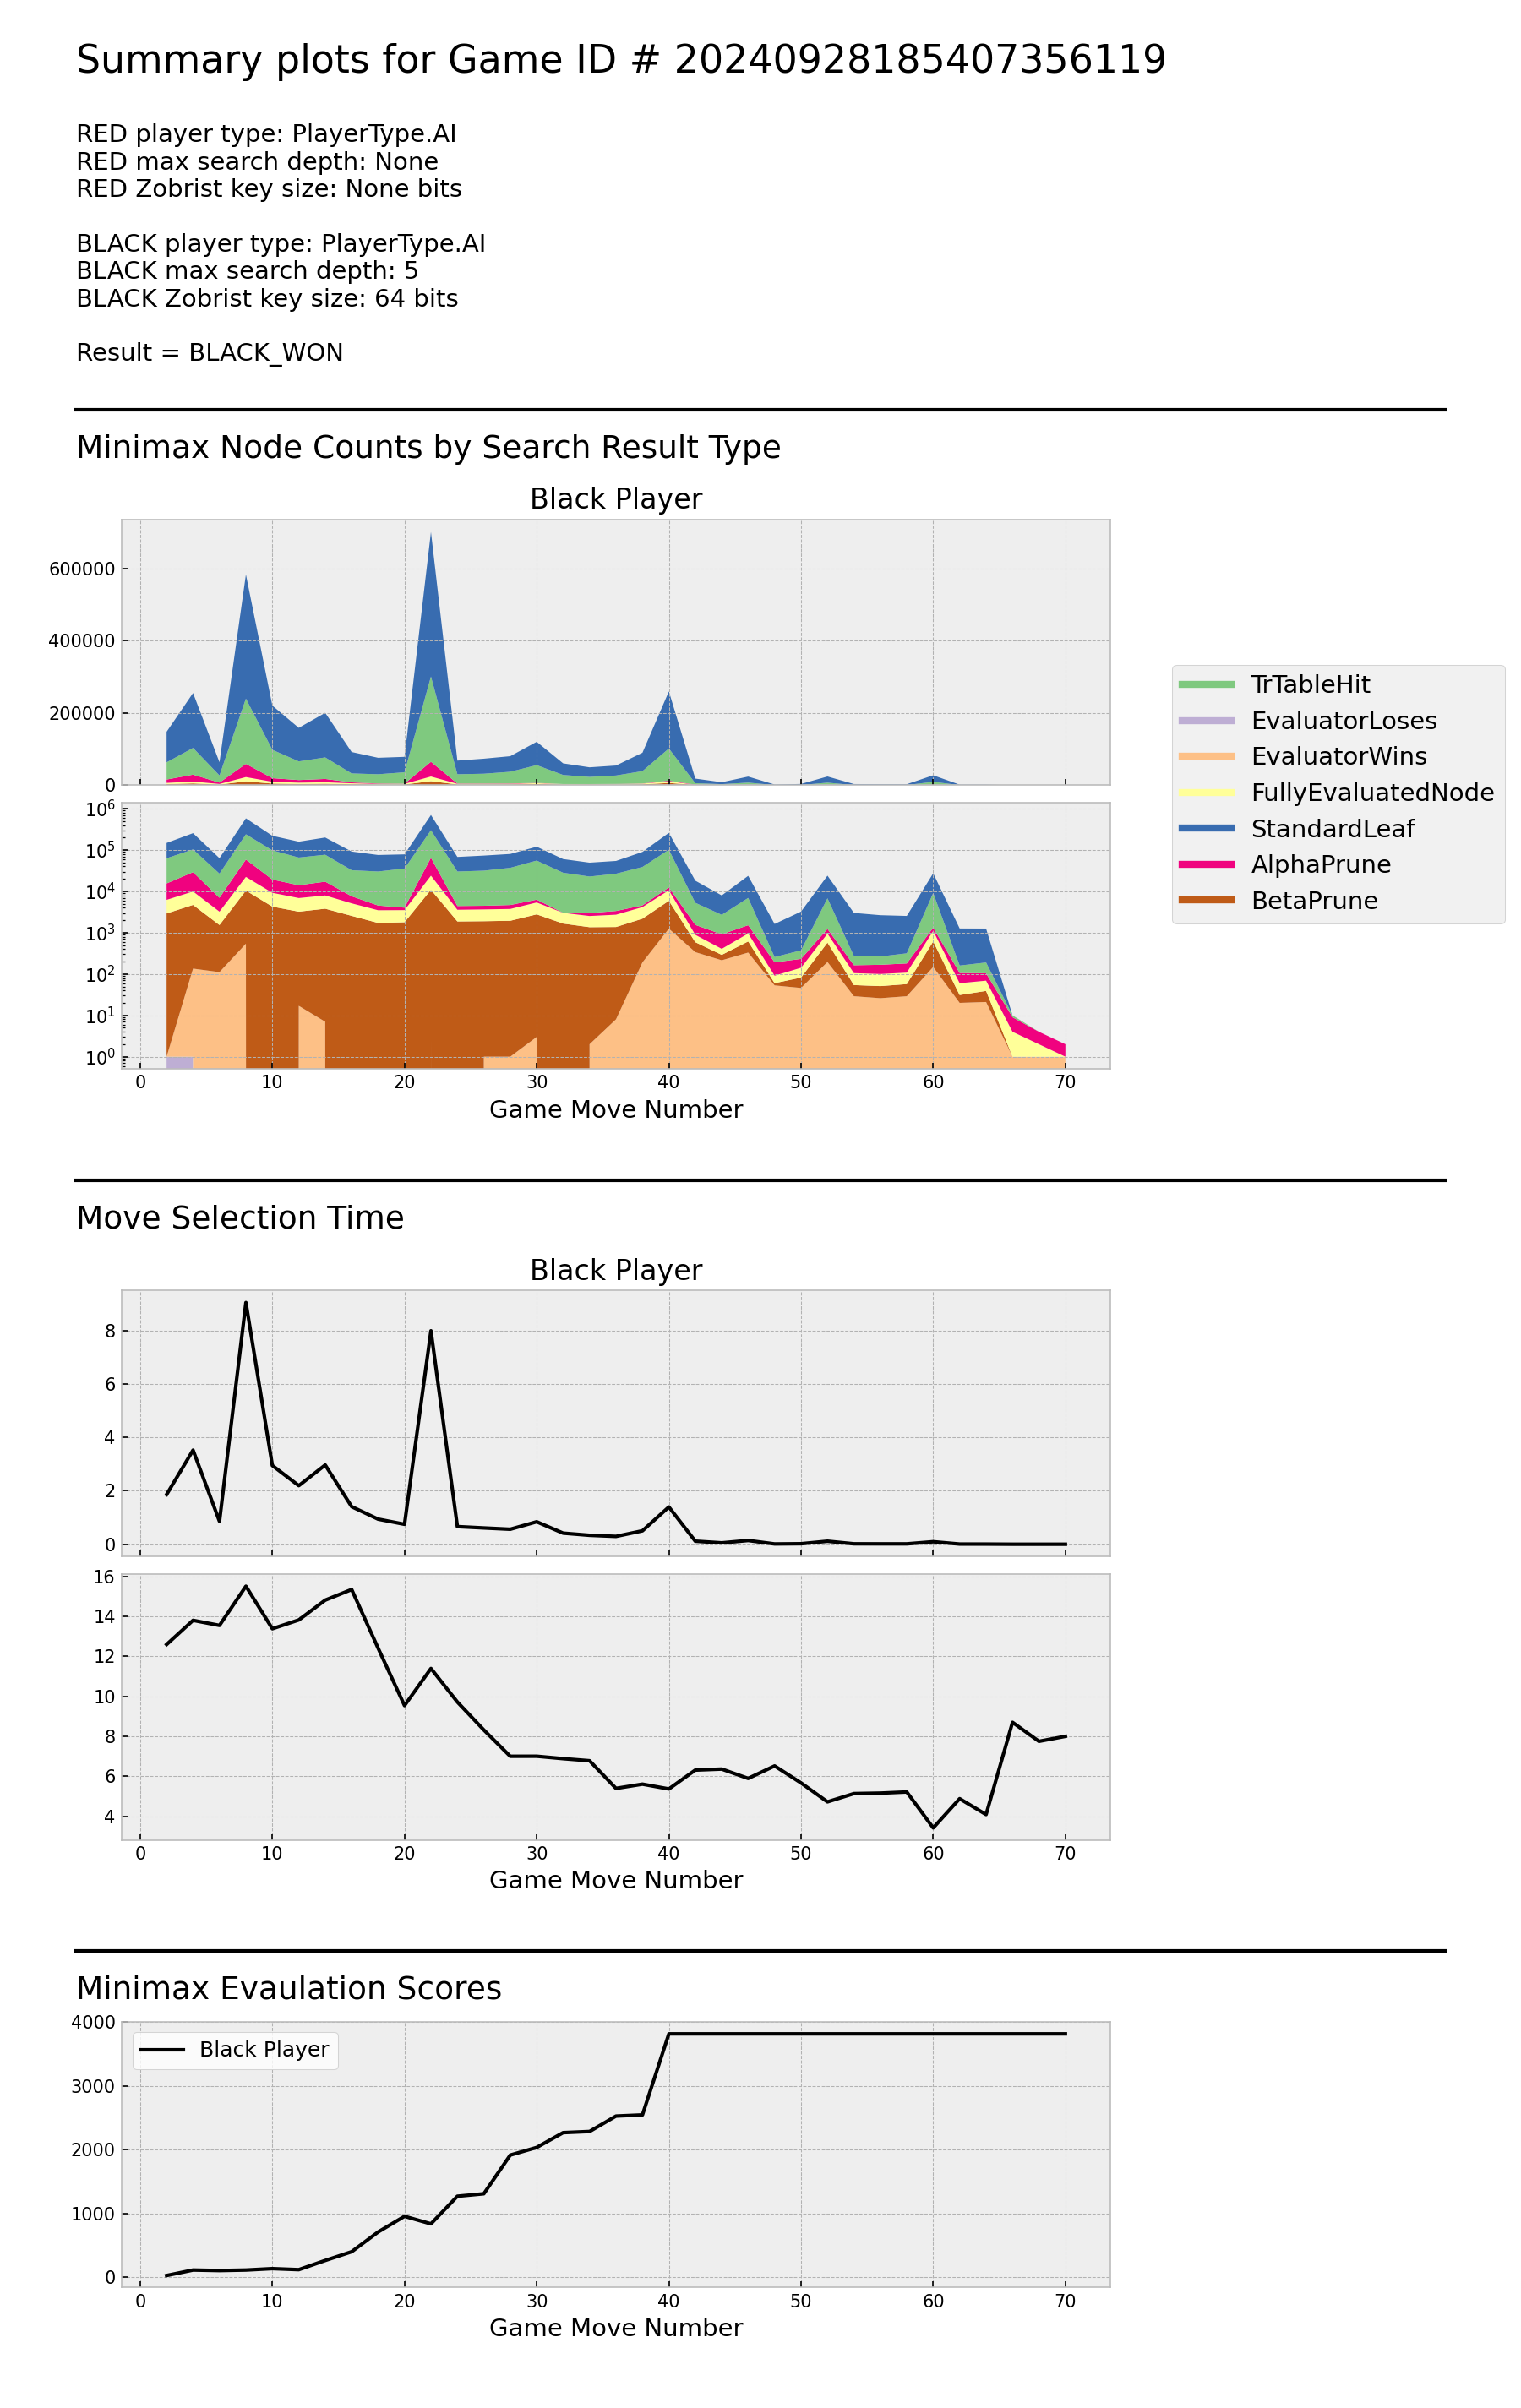 Summary plots for Game ID # 20240928185407356119
RED player type: PlayerType.AI
RED max search depth: None
RED Zobrist key size: None bits
BLACK player type: PlayerType.AI
BLACK max search depth: 5
BLACK Zobrist key size: 64 bits
Result = BLACK_WON
Minimax Node Counts by Search Result Type
Black Player
600000
400000
200000
0
TrTableHit
EvaluatorLoses
EvaluatorWins
FullyEvaluatedNode
StandardLeaf
AlphaPrune
BetaPrune
10^6
10^5
10^4
10^3
10^2
10^1
10^0
0 10 20 30 40 50 60 70
Game Move Number
Move Selection Time
Black Player
8
6
4
2
0
16
14
12
10
8
6
4
0 10 20 30 40 50 60 70
Game Move Number
Minimax Evaulation Scores
Black Player
4000
3000
2000
1000
0
0 10 20 30 40 50 60 70
Game Move Number